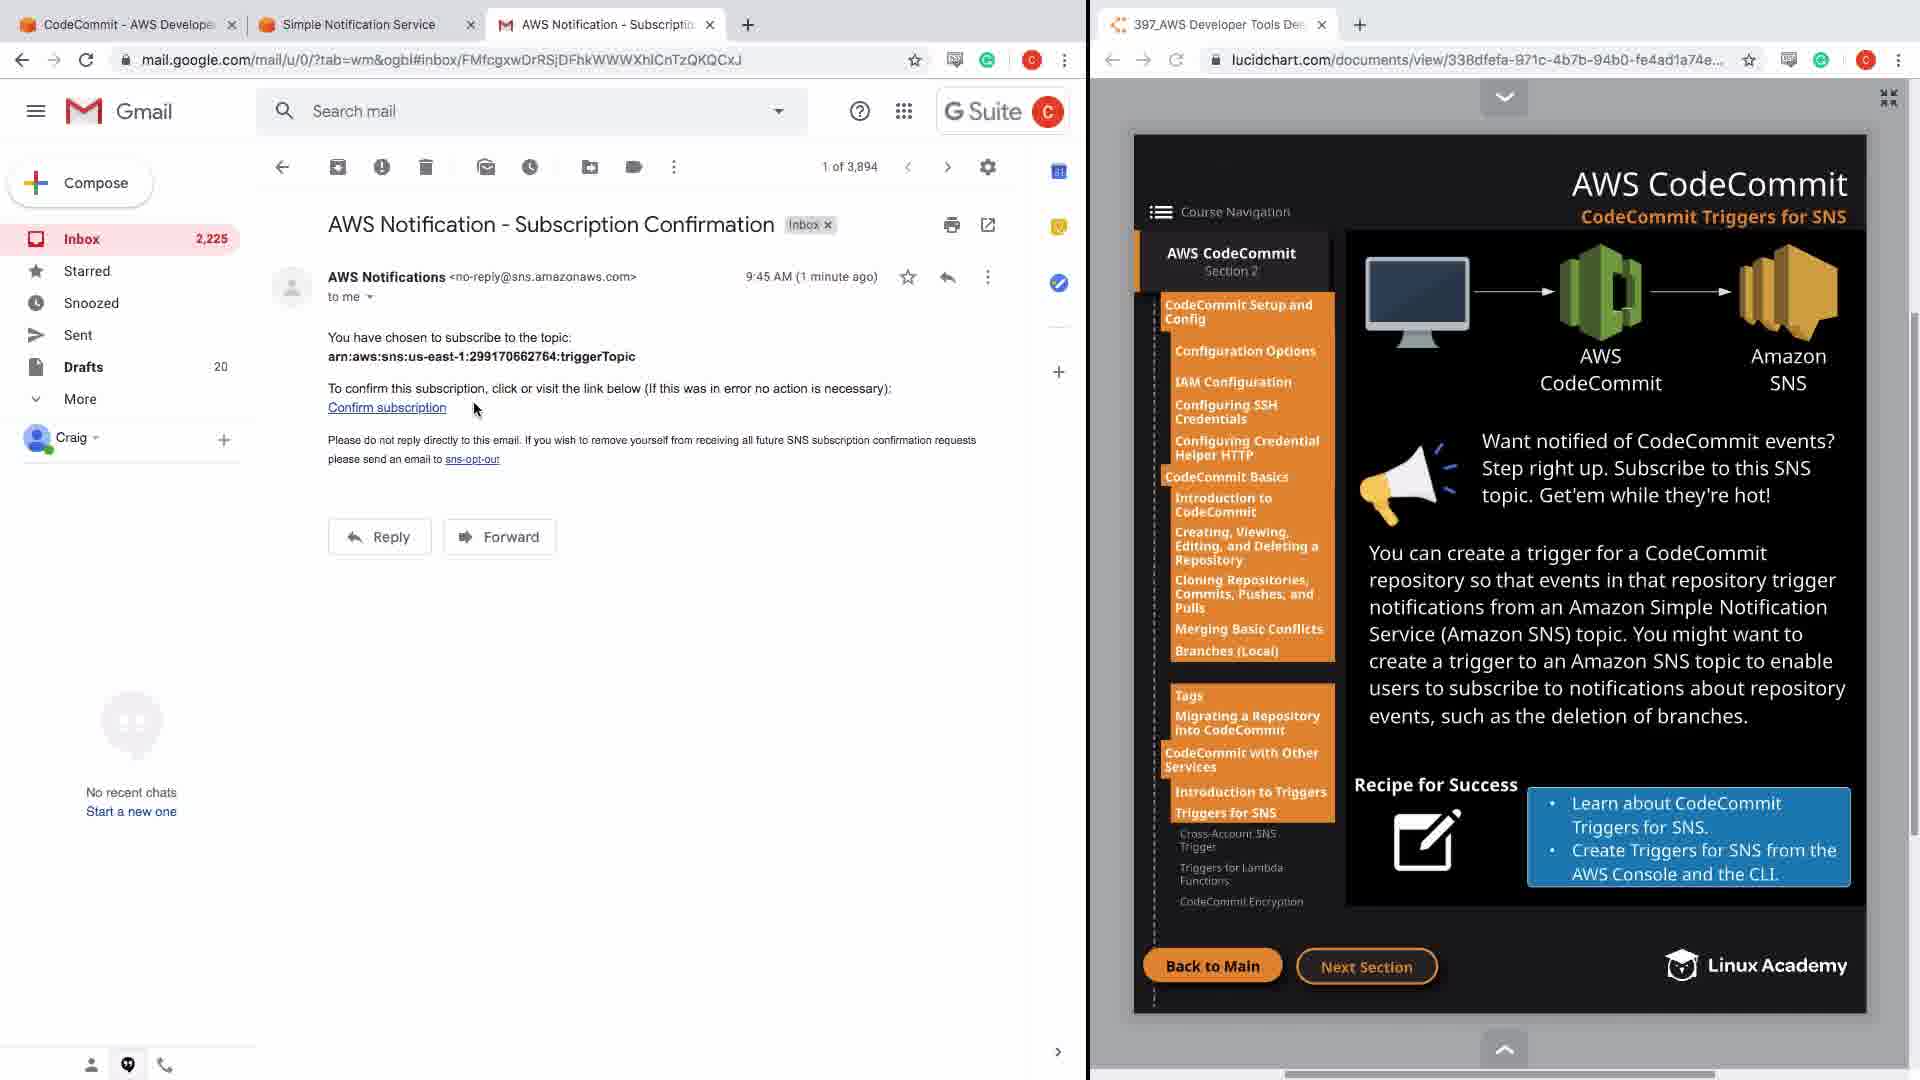 CodeCommit - AWS Developer
Simple Notification Service
AWS Notification - Subscriptio
397_AWS Developer Tools Dee
mail.google.com/mail/u/0/?tab=wm&ogbl#inbox/FMfcgxwDrRSjDFhkWWWXhlCnTzQKQCxJ
C
lucidchart.com/documents/view/338dfefa-971c-4b7b-94b0-fe4ad1a74e...
C
Gmail
Search mail
G Suite
C
Compose
1 of 3,894
Inbox 2,225
Starred
Snoozed
Sent
Drafts 20
More
Craig
No recent chats
Start a new one
AWS Notification - Subscription Confirmation
Inbox x
AWS Notifications <no-reply@sns.amazonaws.com>
9:45 AM (1 minute ago)
to me
You have chosen to subscribe to the topic:
arn:aws:sns:us-east-1:299170662764:triggerTopic
To confirm this subscription, click or visit the link below (If this was in error no action is necessary):
Confirm subscription
Please do not reply directly to this email. If you wish to remove yourself from receiving all future SNS subscription confirmation requests
please send an email to sns-opt-out
Reply
Forward
31
AWS CodeCommit
CodeCommit Triggers for SNS
Course Navigation
AWS CodeCommit
Section 2
CodeCommit Setup and
Config
Configuration Options
IAM Configuration
Configuring SSH
Credentials
Configuring Credential
Helper HTTP
CodeCommit Basics
Introduction to
CodeCommit
Creating, Viewing,
Editing, and Deleting a
Repository
Cloning Repositories,
Commits, Pushes, and
Pulls
Merging Basic Conflicts
Branches (Local)
Tags
Migrating a Repository
into CodeCommit
CodeCommit with Other
Services
Introduction to Triggers
Triggers for SNS
Cross-Account SNS
Trigger
Triggers for Lambda
Functions
CodeCommit Encryption
AWS
CodeCommit
Amazon
SNS
Want notified of CodeCommit events?
Step right up. Subscribe to this SNS
topic. Get'em while they're hot!
You can create a trigger for a CodeCommit
repository so that events in that repository trigger
notifications from an Amazon Simple Notification
Service (Amazon SNS) topic. You might want to
create a trigger to an Amazon SNS topic to enable
users to subscribe to notifications about repository
events, such as the deletion of branches.
Recipe for Success
• Learn about CodeCommit
Triggers for SNS.
• Create Triggers for SNS from the
AWS Console and the CLI.
Back to Main
Next Section
Linux Academy